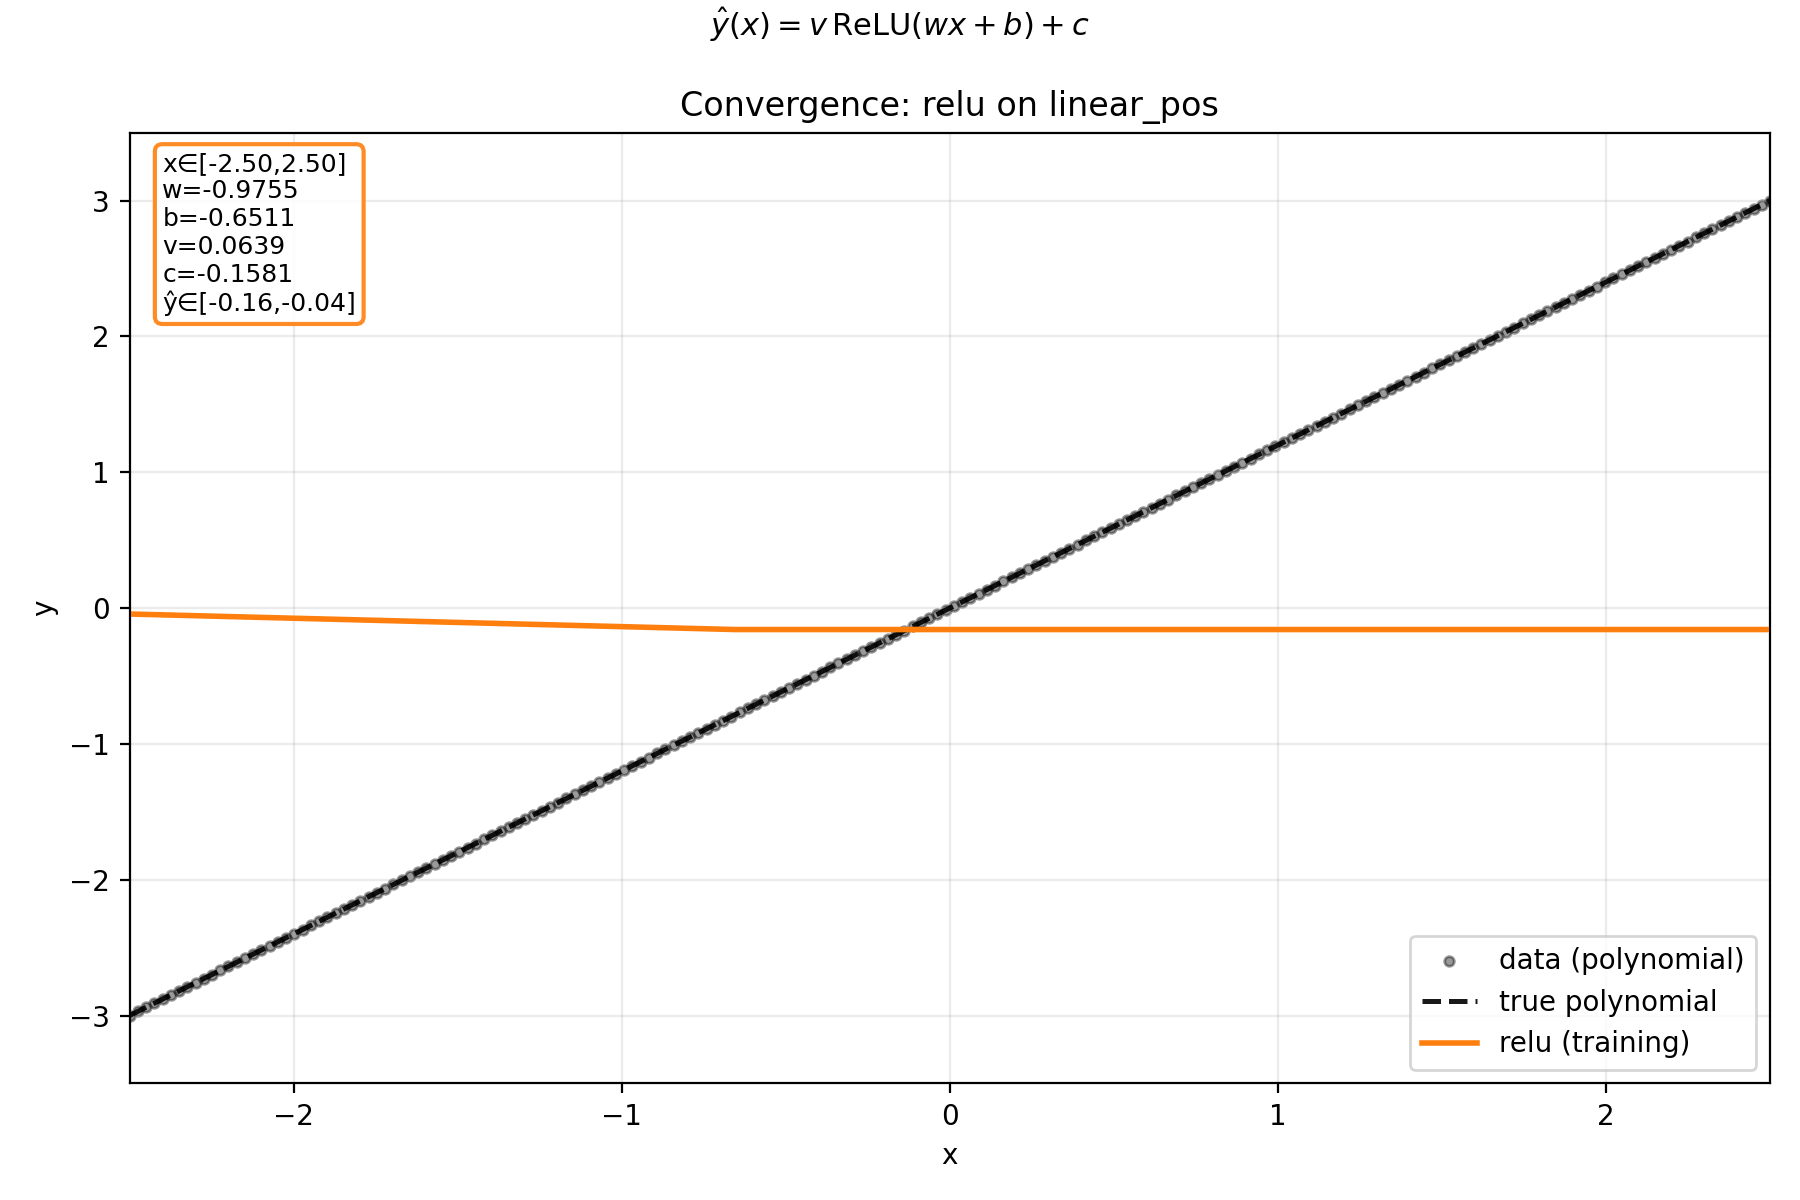 ŷ(x) = v ReLU(wx + b) + c
Convergence: relu on linear_pos
x∈[-2.50,2.50]
w=-0.9755
b=-0.6511
v=0.0639
c=-0.1581
ŷ∈[-0.16,-0.04]
3
2
1
0
−1
−2
−3
y
−2
−1
0
1
2
x
data (polynomial)
true polynomial
relu (training)